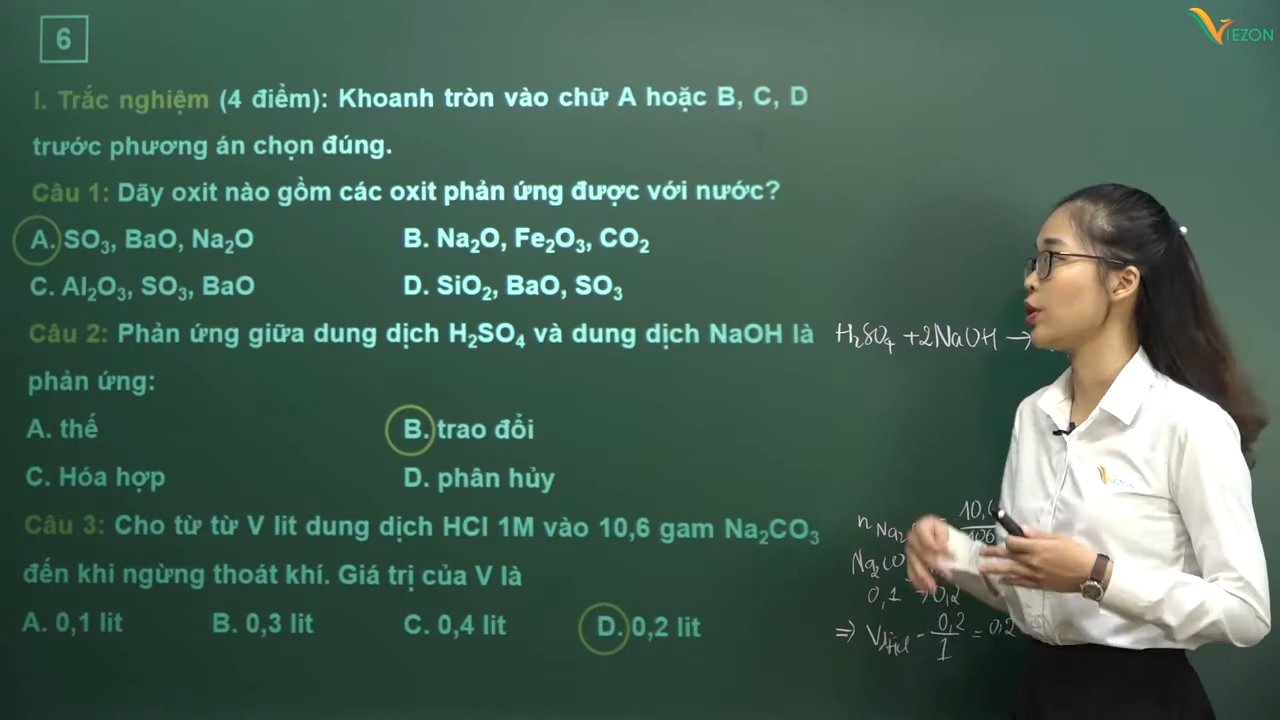 6
VIEZON
I. Trắc nghiệm (4 điểm): Khoanh tròn vào chữ A hoặc B, C, D
trước phương án chọn đúng.
Câu 1: Dãy oxit nào gồm các oxit phản ứng được với nước?
A. SO₃, BaO, Na₂O B. Na₂O, Fe₂O₃, CO₂
C. Al₂O₃, SO₃, BaO D. SiO₂, BaO, SO₃
Câu 2: Phản ứng giữa dung dịch H₂SO₄ và dung dịch NaOH là
phản ứng:
H₂SO₄ + 2NaOH →
A. thế B. trao đổi
C. Hóa hợp D. phân hủy
Câu 3: Cho từ từ V lit dung dịch HCl 1M vào 10,6 gam Na₂CO₃
đến khi ngừng thoát khí. Giá trị của V là
A. 0,1 lit B. 0,3 lit C. 0,4 lit D. 0,2 lit
0,1 → 0,2
⇒ V = 0,2/1 = 0,2
VIEZON